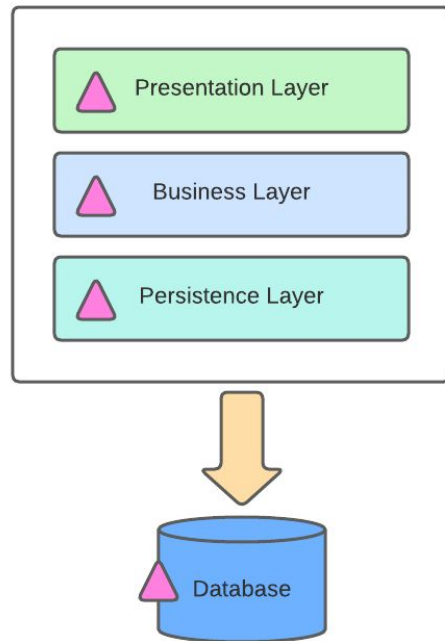 Presentation Layer
Business Layer
Persistence Layer
Database